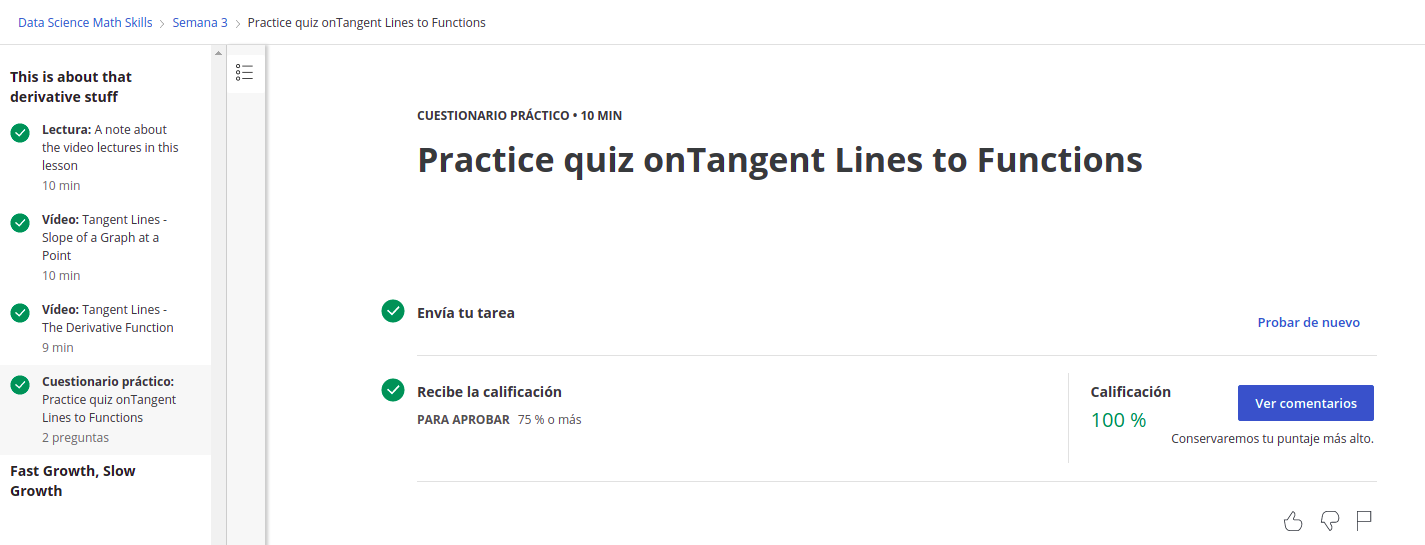 Data Science Math Skills > Semana 3 > Practice quiz onTangent Lines to Functions
This is about that
derivative stuff
Lectura: A note about
the video lectures in this
lesson
10 min
Vídeo: Tangent Lines -
Slope of a Graph at a
Point
10 min
Vídeo: Tangent Lines -
The Derivative Function
9 min
Cuestionario práctico:
Practice quiz onTangent
Lines to Functions
2 preguntas
Fast Growth, Slow
Growth
CUESTIONARIO PRÁCTICO • 10 MIN
Practice quiz onTangent Lines to Functions
Envía tu tarea
Probar de nuevo
Recibe la calificación
PARA APROBAR 75 % o más
Calificación
100 %
Ver comentarios
Conservaremos tu puntaje más alto.